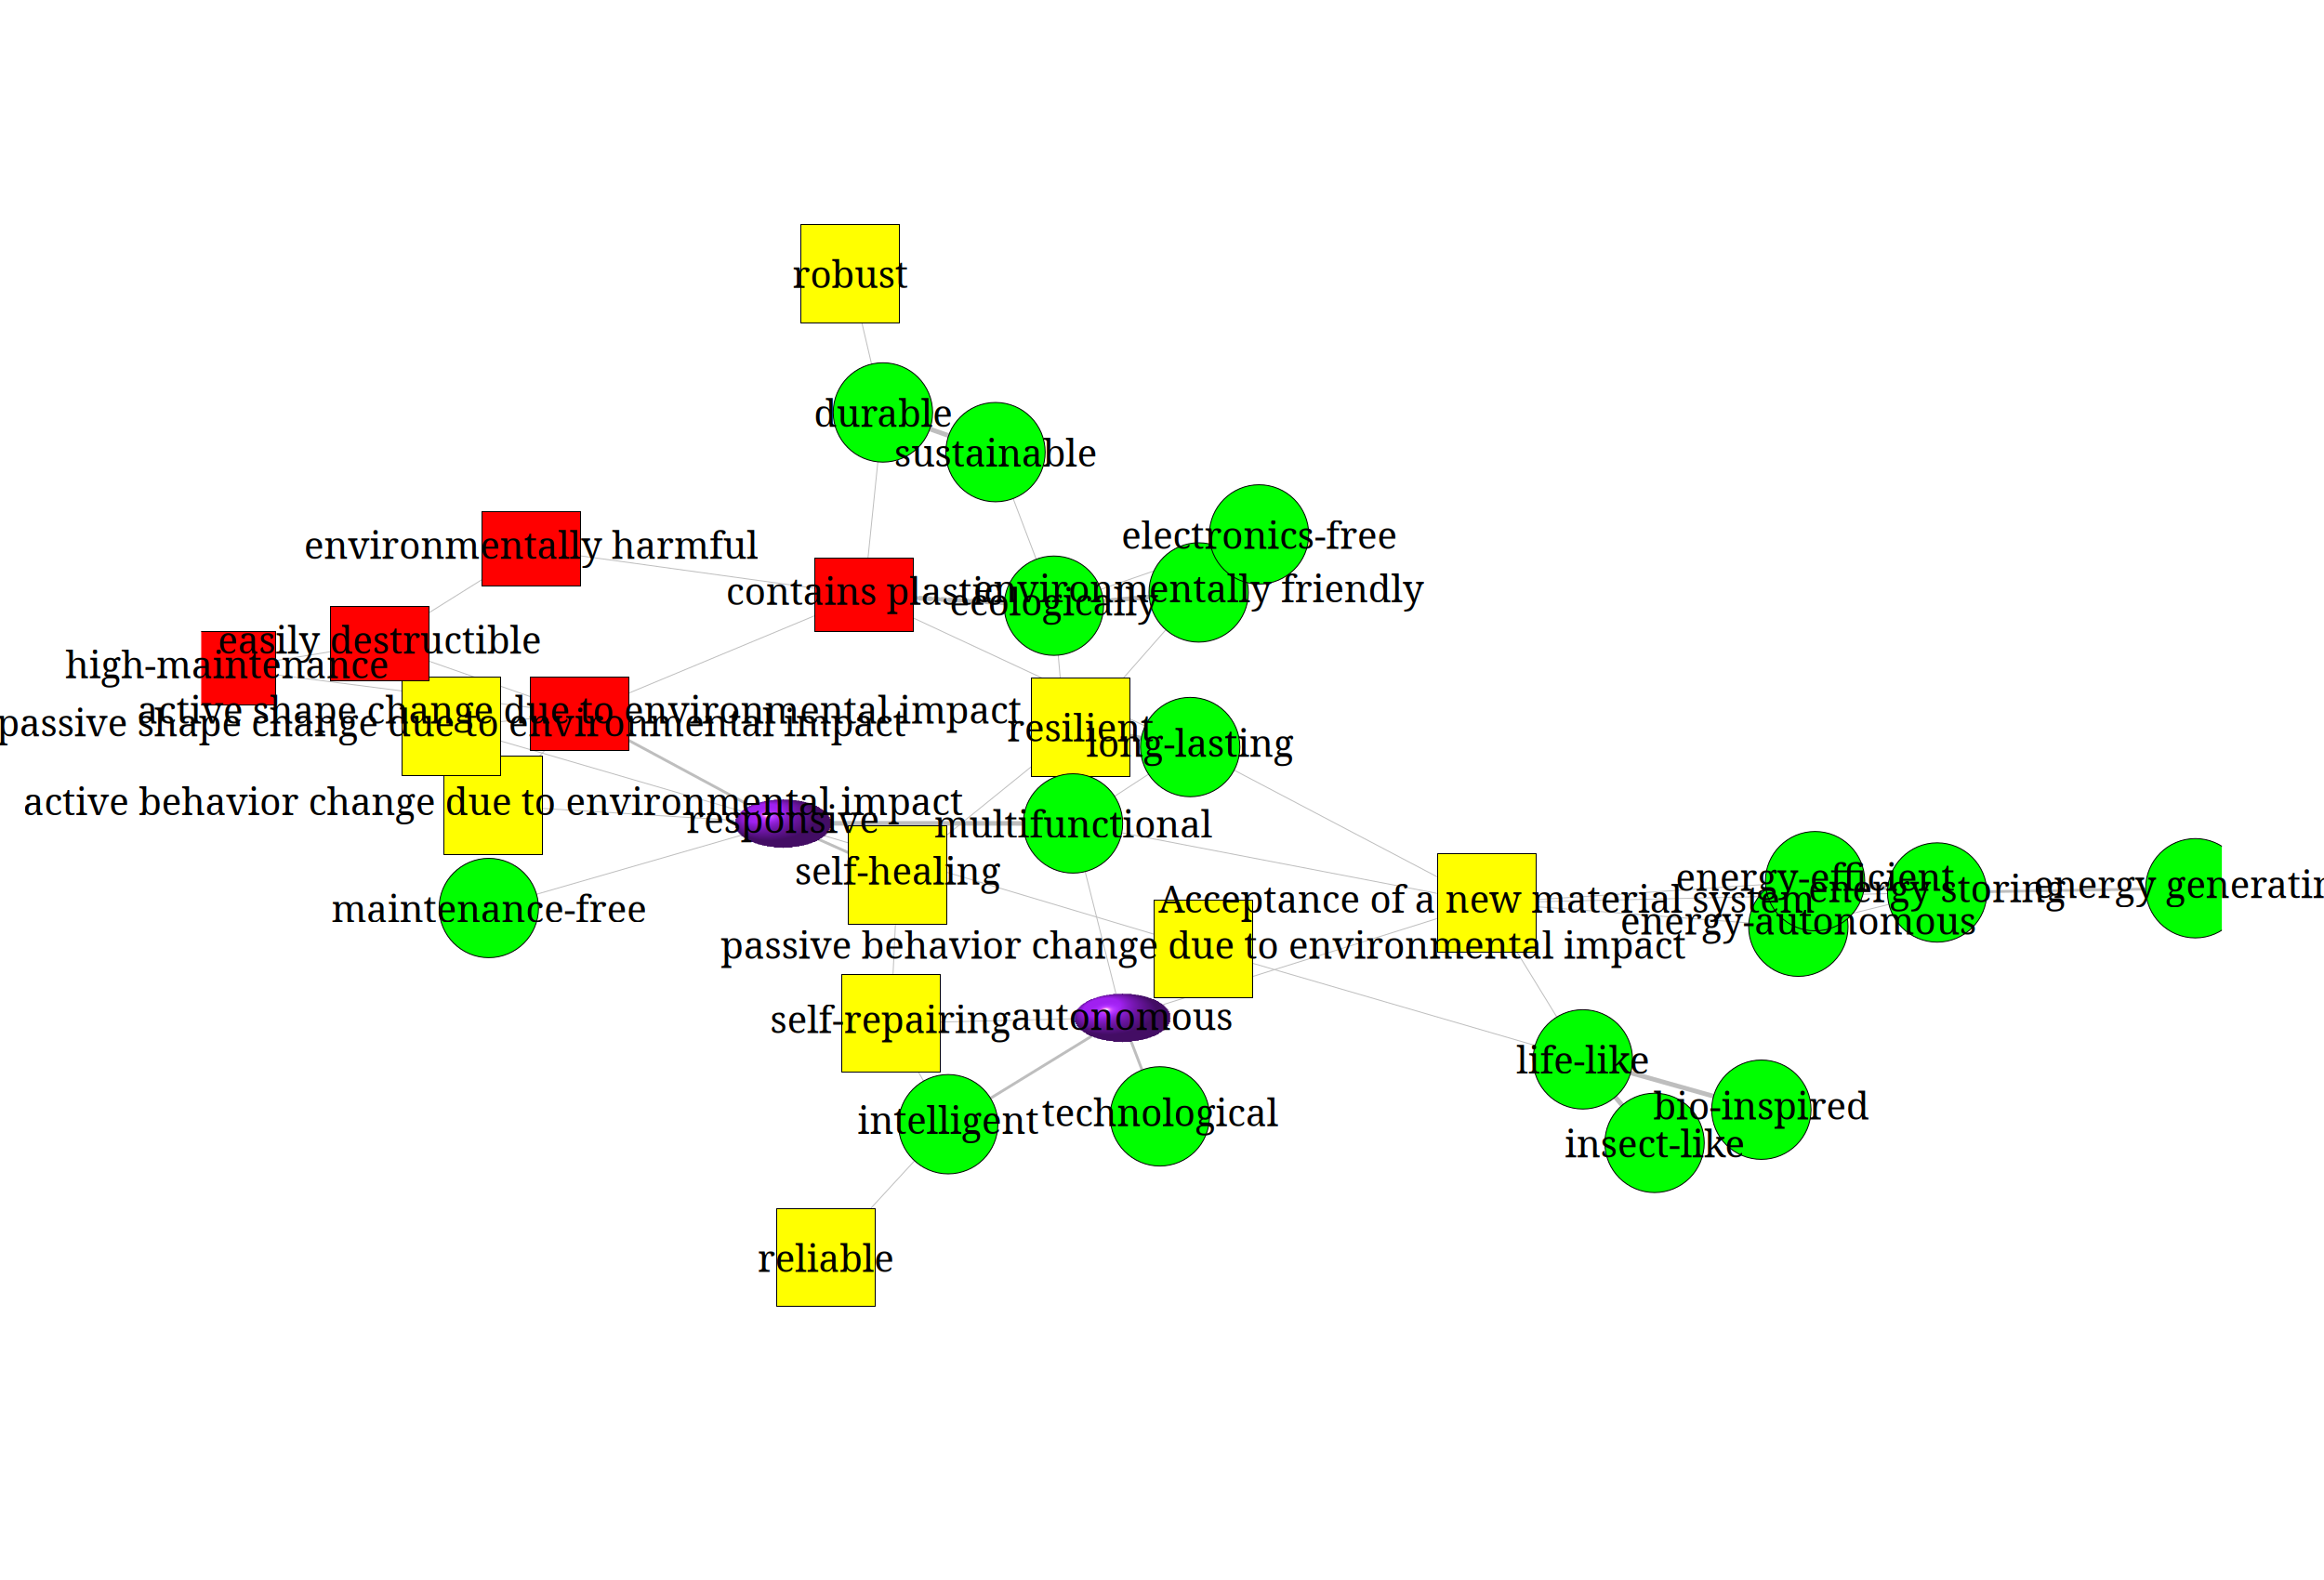 robust
durable
sustainable
electronics-free
environmentally harmful
contains plastic
environmentally friendly
ecologically
easily destructible
high-maintenance
active shape change due to environmental impact
passive shape change due to environmental impact
resilient
long-lasting
active behavior change due to environmental impact
responsive
multifunctional
self-healing
energy-efficient
energy storing
energy generatin
Acceptance of a new material system
maintenance-free
energy-autonomous
passive behavior change due to environmental impact
self-repairing
autonomous
life-like
bio-inspired
technological
intelligent
insect-like
reliable